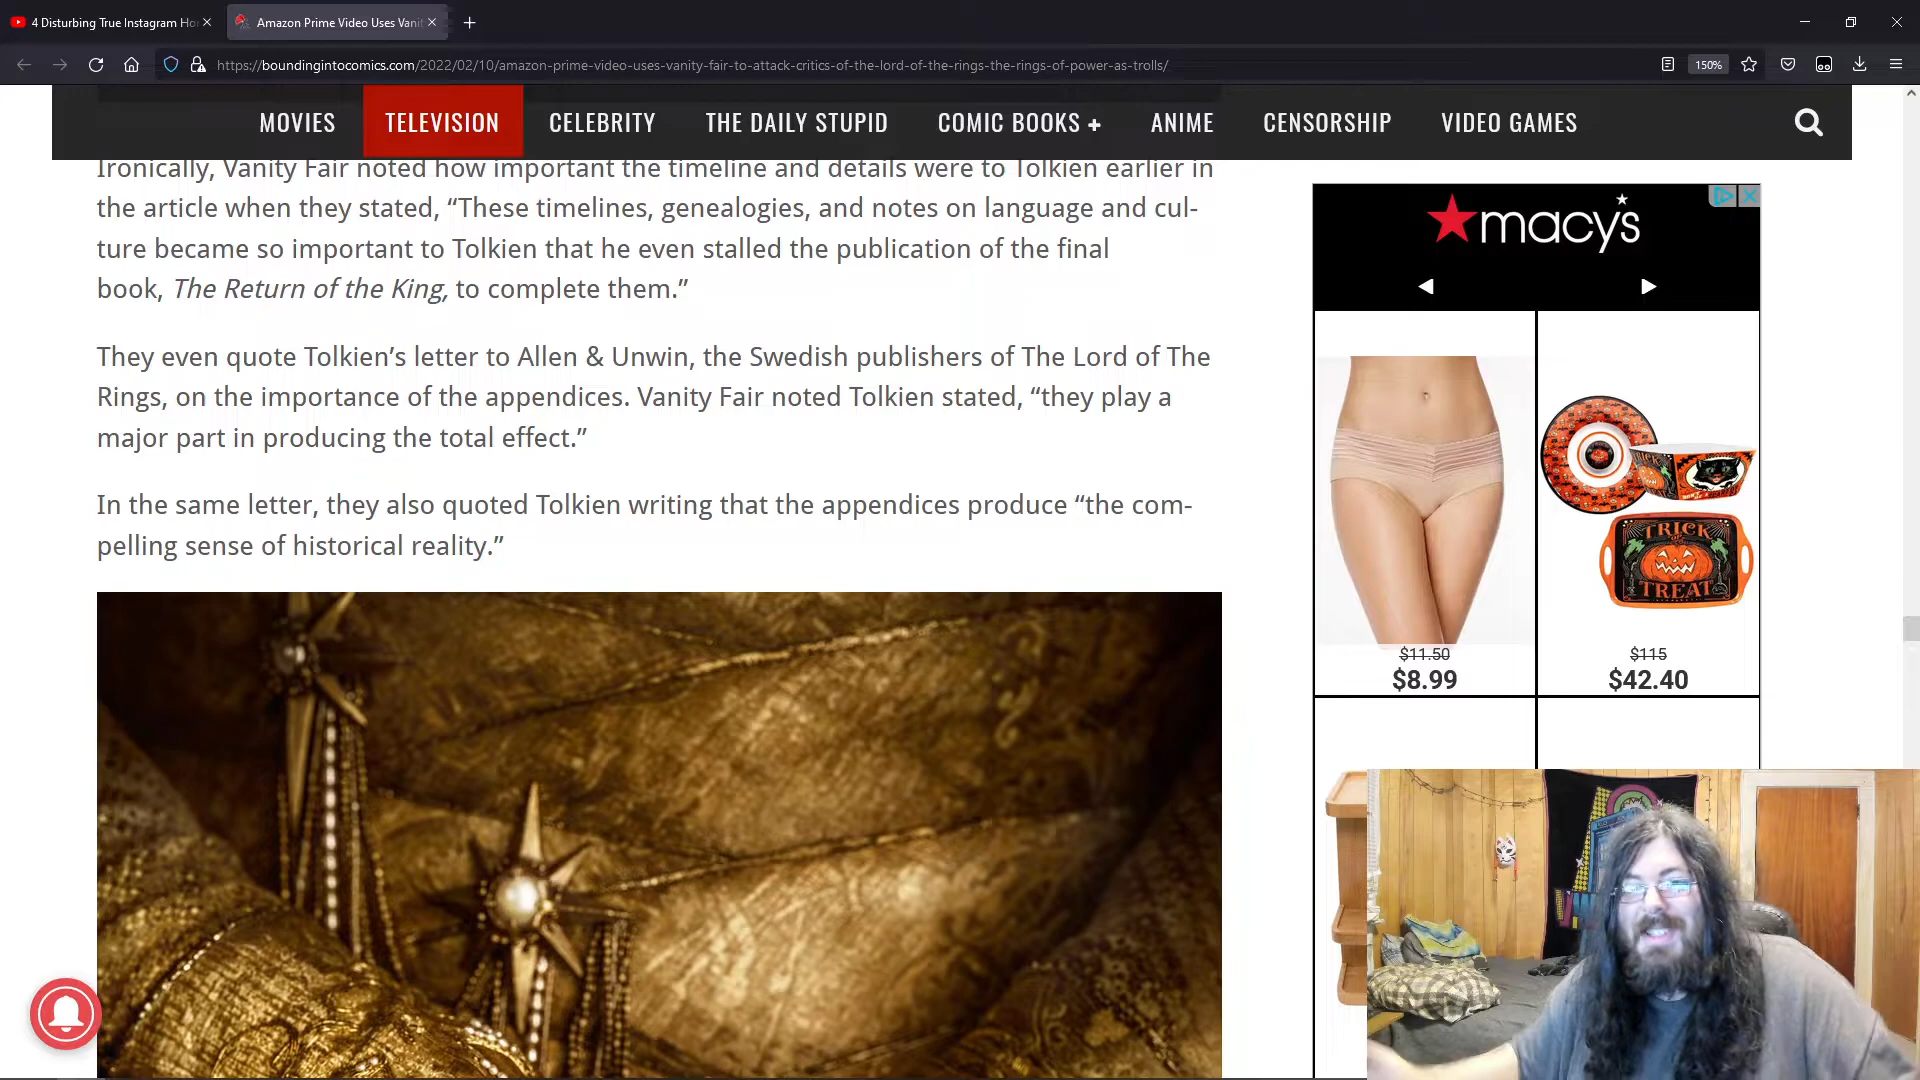 4 Disturbing True Instagram Ho
Amazon Prime Video Uses Vanit
https://boundingintocomics.com/2022/02/10/amazon-prime-video-uses-vanity-fair-to-attack-critics-of-the-lord-of-the-rings-the-rings-of-power-as-trolls/
150%
MOVIES
TELEVISION
CELEBRITY
THE DAILY STUPID
COMIC BOOKS +
ANIME
CENSORSHIP
VIDEO GAMES
Ironically, Vanity Fair noted how important the timeline and details were to Tolkien earlier in
the article when they stated, “These timelines, genealogies, and notes on language and cul-
ture became so important to Tolkien that he even stalled the publication of the final
book, The Return of the King, to complete them.”
They even quote Tolkien’s letter to Allen & Unwin, the Swedish publishers of The Lord of The
Rings, on the importance of the appendices. Vanity Fair noted Tolkien stated, “they play a
major part in producing the total effect.”
In the same letter, they also quoted Tolkien writing that the appendices produce “the com-
pelling sense of historical reality.”
macys
$11.50
$8.99
TRICK
TREAT
$115
$42.40